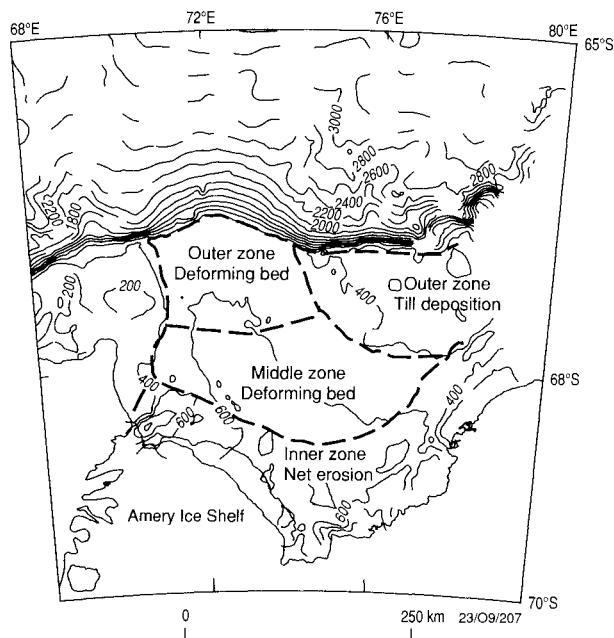 68°E
72°E
76°E
80°E
65°S
3000
2800
2600
2400
2200
2000
2800
2200
1800
200
200
Outer zone
Deforming bed
400
Outer zone
Till deposition
Middle zone
Deforming bed
68°S
400
400
600
600
Inner zone
Net erosion
600
Amery Ice Shelf
70°S
0
250 km
23/O9/207